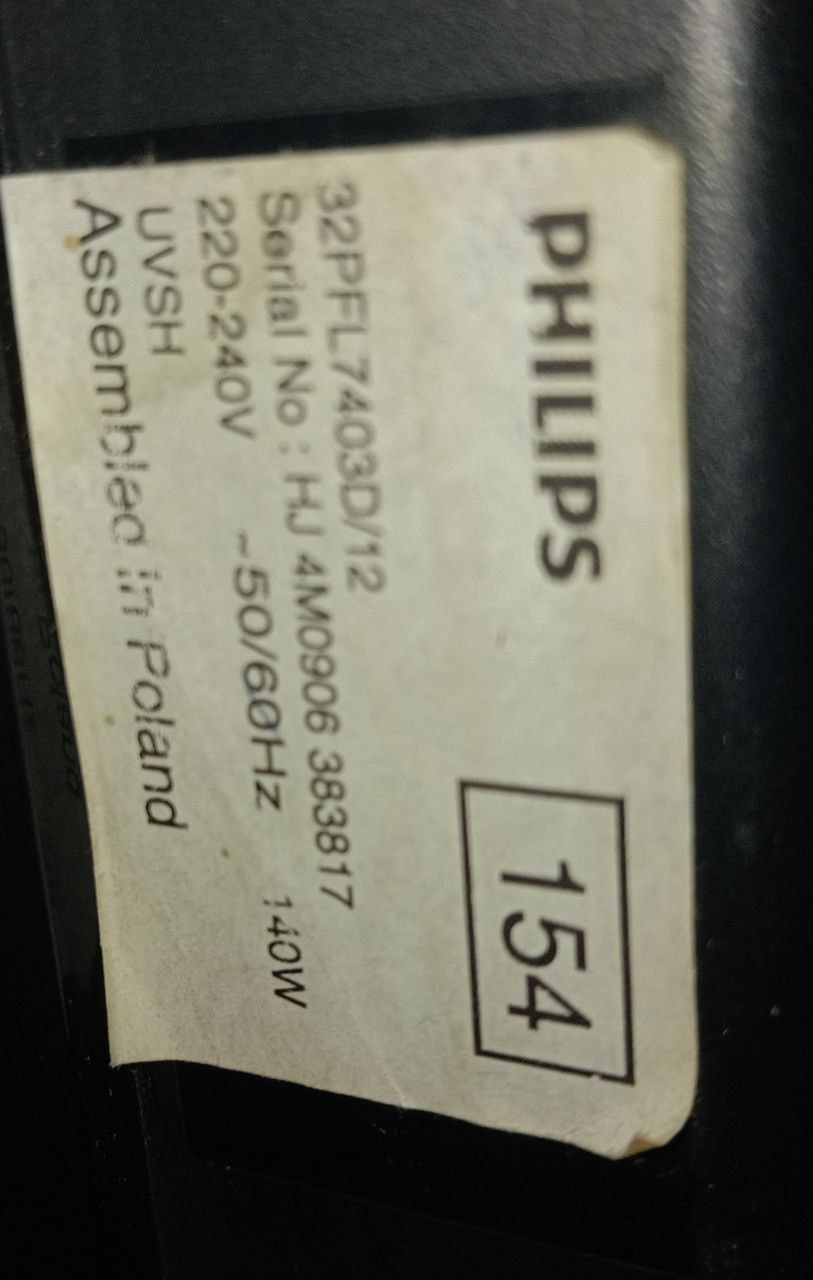 PHILIPS
154
32PFL7403D/12
Serial No : HJ 4M0906 383817
220-240V ~50/60Hz 140W
UVSH
Assembled in Poland